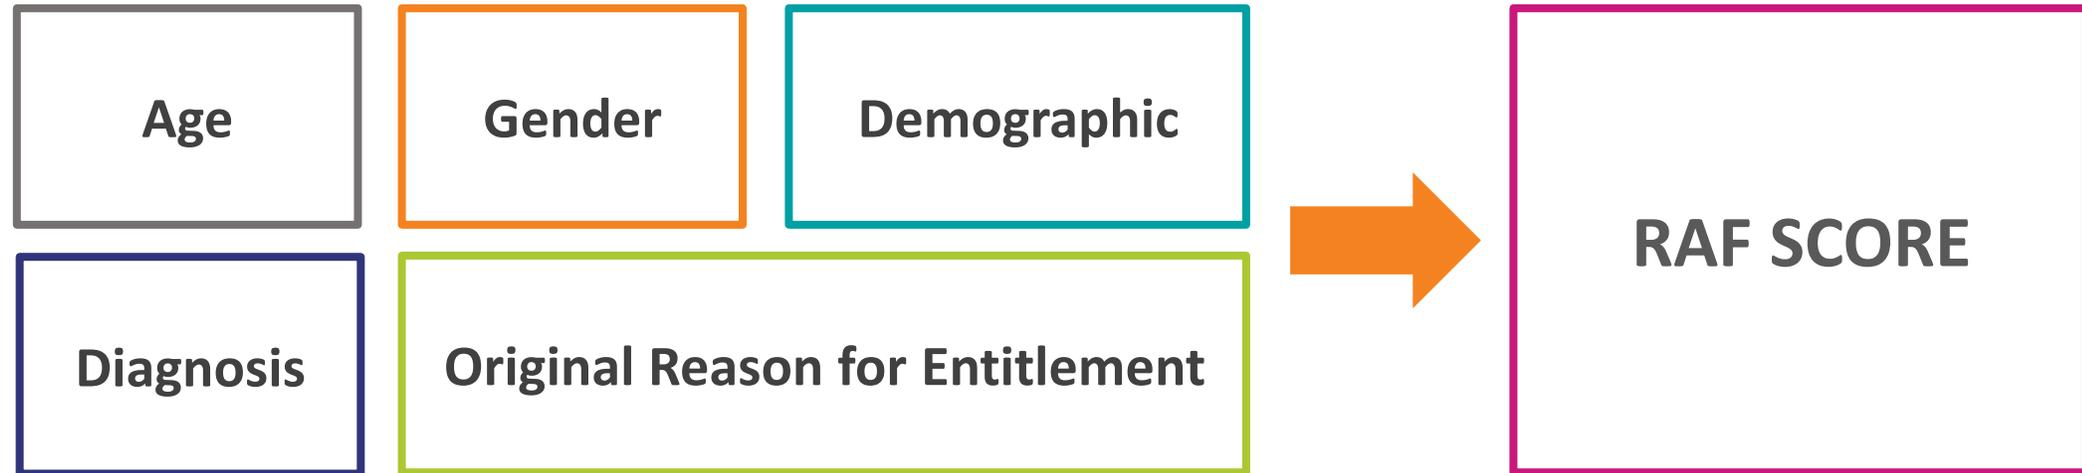 Age
Gender
Demographic
Diagnosis
Original Reason for Entitlement
RAF SCORE